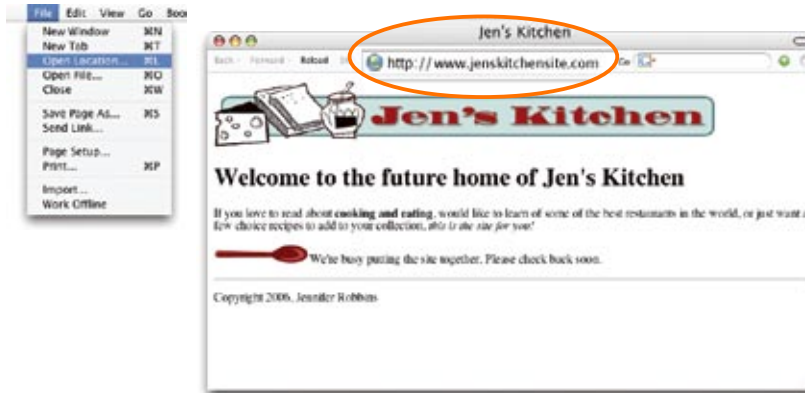 File Edit View Go Boo
New Window ⌘N
New Tab ⌘T
Open Location... ⌘L
Open File... ⌘O
Close ⌘W
Save Page As... ⌘S
Send Link...
Page Setup...
Print... ⌘P
Import...
Work Offline
Jen's Kitchen
Back Forward Reload
http://www.jenskitchensite.com Go
Jen's Kitchen
Welcome to the future home of Jen's Kitchen
If you love to read about cooking and eating, would like to learn of some of the best restaurants in the world, or just want a
few choice recipes to add to your collection, this is the site for you!
We're busy putting the site together. Please check back soon.
Copyright 2006, Jennifer Robbins